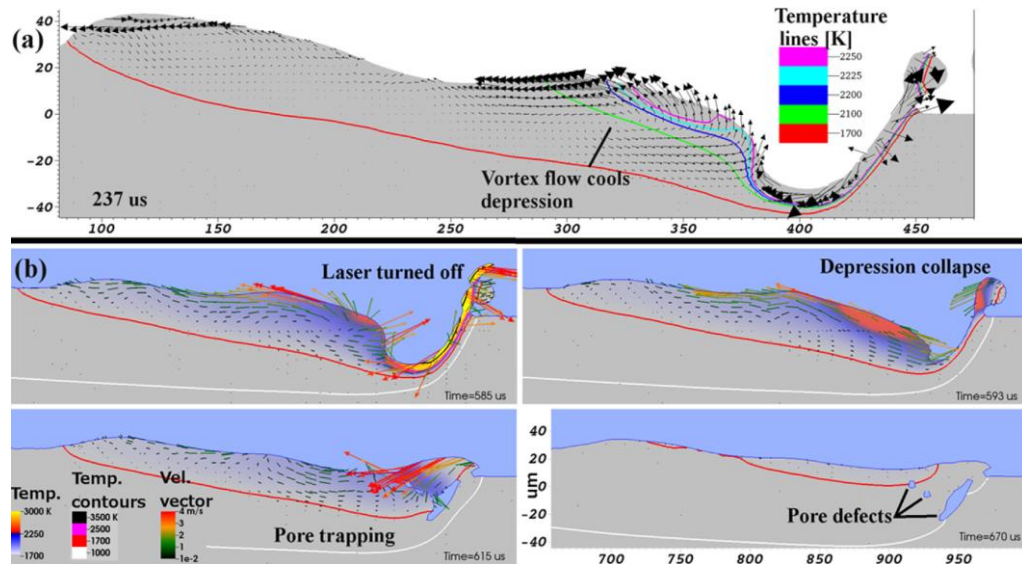 (a)
40
20
0
-20
-40
237 us
Vortex flow cools
depression
Temperature
lines [K]
2250
2225
2200
2100
1700
100
150
200
250
300
350
400
450
(b)
Laser turned off
Time=585 us
Depression collapse
Time=593 us
Temp.
3000 K
2250
1700
Temp.
contours
3500 K
2500
1700
1000
Vel.
vector
4 m/s
3
2
1e-2
Pore trapping
Time=615 us
40
20
0
-20
-40
um
Pore defects
Time=670 us
700
750
800
850
900
950